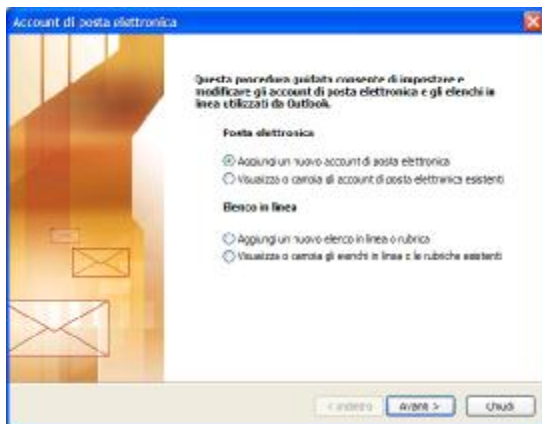 Account di posta elettronica
Questa procedura guidata consente di impostare e
modificare gli account di posta elettronica e gli elenchi in
linea utilizzati da Outlook.
Posta elettronica
Aggiungi un nuovo account di posta elettronica
Visualizza o cambia gli account di posta elettronica esistenti
Elenco in linea
Aggiungi un nuovo elenco in linea o rubrica
Visualizza o cambia gli elenchi in linea o le rubriche esistenti
< Indietro Avanti > Chiudi